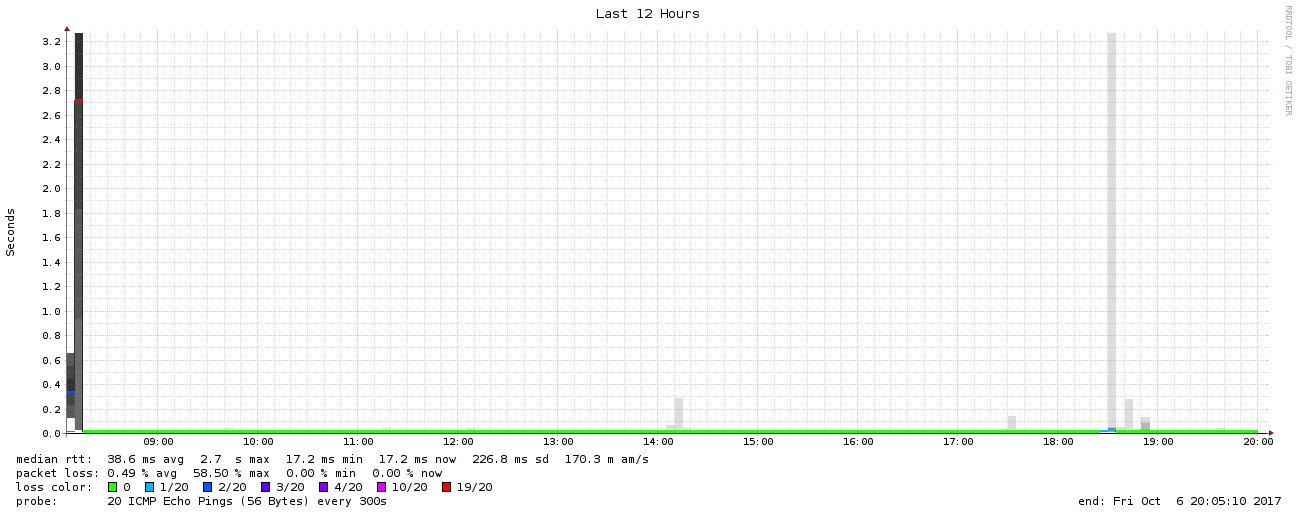 Last 12 Hours
RRDTOOL / TOBI OETIKER
Seconds
3.2
3.0
2.8
2.6
2.4
2.2
2.0
1.8
1.6
1.4
1.2
1.0
0.8
0.6
0.4
0.2
0.0
09:00 10:00 11:00 12:00 13:00 14:00 15:00 16:00 17:00 18:00 19:00 20:00
median rtt: 38.6 ms avg 2.7 s max 17.2 ms min 17.2 ms now 226.8 ms sd 170.3 m am/s
packet loss: 0.49 % avg 58.50 % max 0.00 % min 0.00 % now
loss color: 0 1/20 2/20 3/20 4/20 10/20 19/20
probe: 20 ICMP Echo Pings (56 Bytes) every 300s end: Fri Oct 6 20:05:10 2017